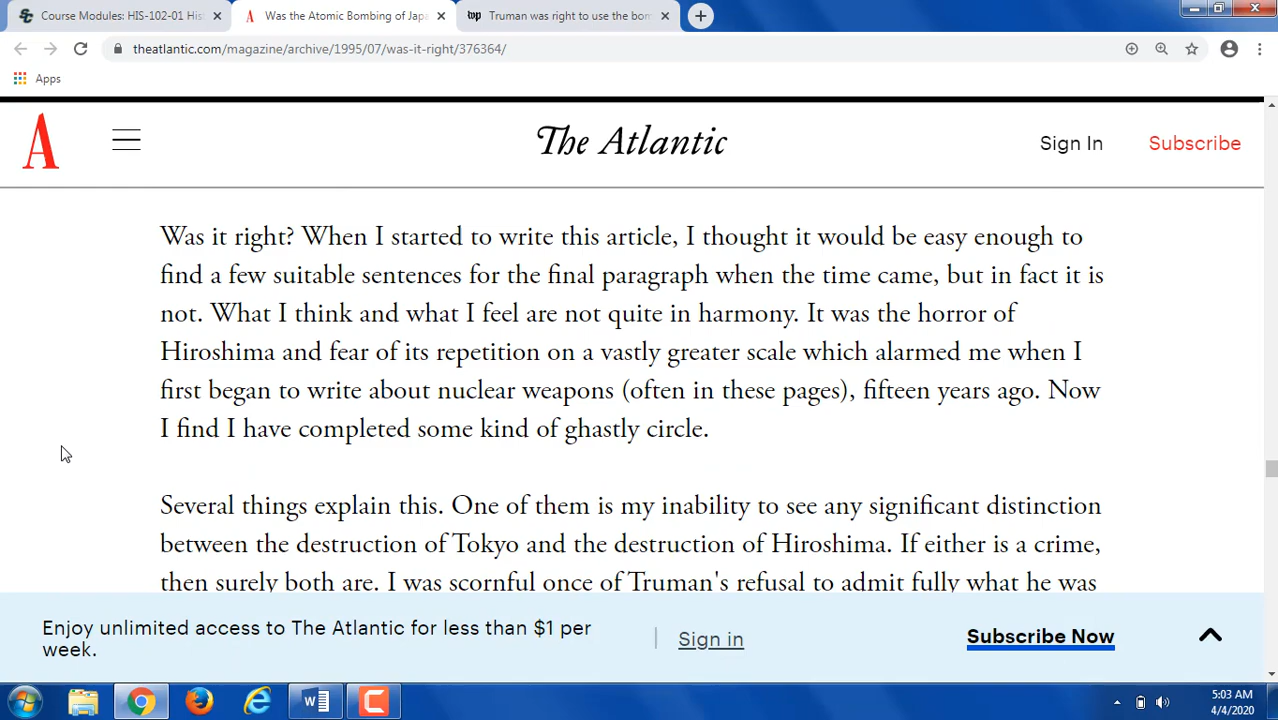 Course Modules: HIS-102-01 His
Was the Atomic Bombing of Japa
Truman was right to use the bom
theatlantic.com/magazine/archive/1995/07/was-it-right/376364/
Apps
A
The Atlantic
Sign In
Subscribe
Was it right? When I started to write this article, I thought it would be easy enough to
find a few suitable sentences for the final paragraph when the time came, but in fact it is
not. What I think and what I feel are not quite in harmony. It was the horror of
Hiroshima and fear of its repetition on a vastly greater scale which alarmed me when I
first began to write about nuclear weapons (often in these pages), fifteen years ago. Now
I find I have completed some kind of ghastly circle.
Several things explain this. One of them is my inability to see any significant distinction
between the destruction of Tokyo and the destruction of Hiroshima. If either is a crime,
then surely both are. I was scornful once of Truman's refusal to admit fully what he was
Enjoy unlimited access to The Atlantic for less than $1 per
week.
Sign in
Subscribe Now
5:03 AM
4/4/2020